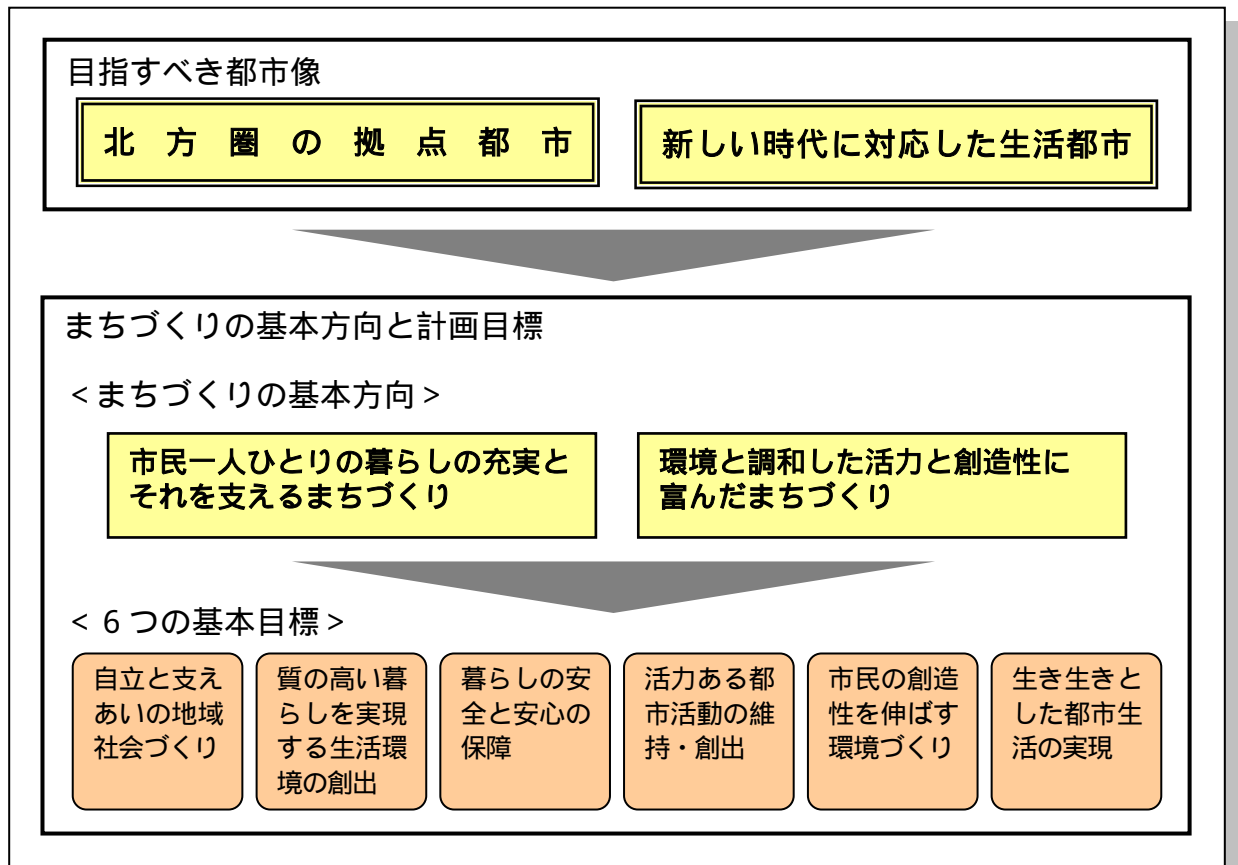 目指すべき都市像
北方圏の拠点都市
新しい時代に対応した生活都市
まちづくりの基本方向と計画目標
<まちづくりの基本方向>
市民一人ひとりの暮らしの充実と
それを支えるまちづくり
環境と調和した活力と創造性に
富んだまちづくり
<6つの基本目標>
自立と支え
あいの地域
社会づくり
質の高い暮
らしを実現
する生活環
境の創出
暮らしの安
全と安心の
保障
活力ある都
市活動の維
持・創出
市民の創造
性を伸ばす
環境づくり
生き生きと
した都市生
活の実現